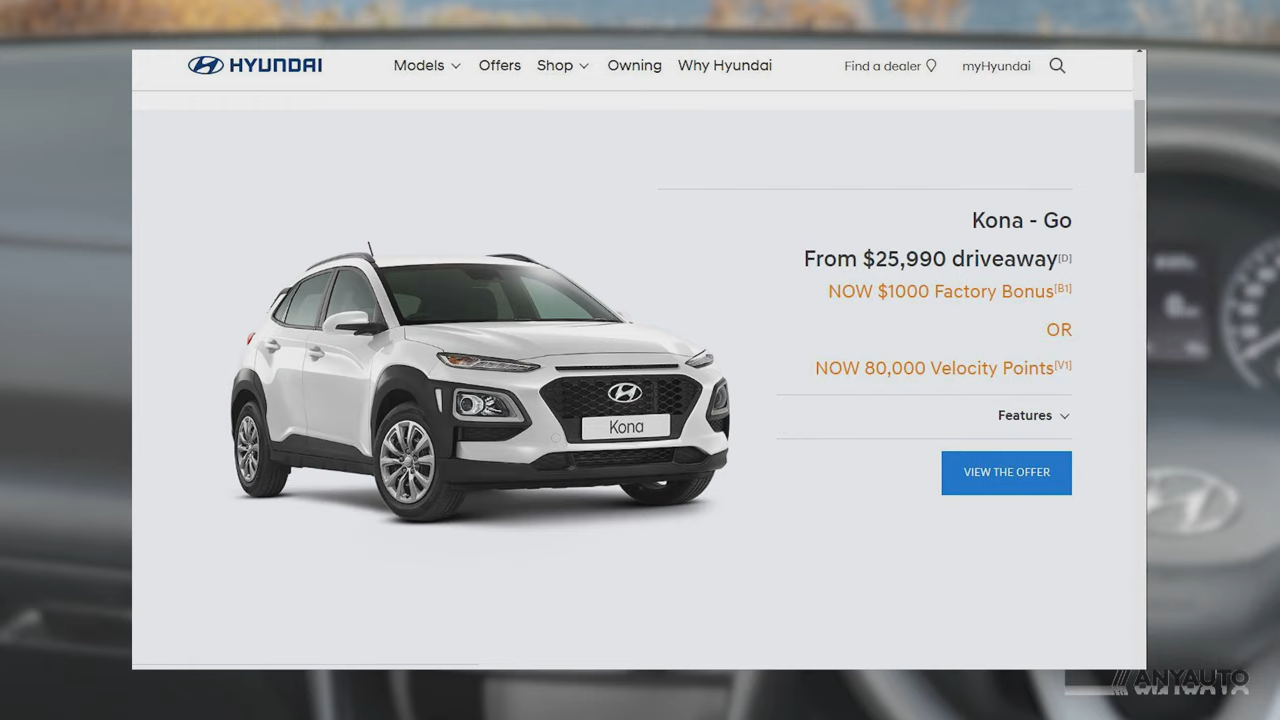 HYUNDAI
Models Offers Shop Owning Why Hyundai Find a dealer myHyundai
Kona - Go
From $25,990 driveaway[D]
NOW $1000 Factory Bonus[B1]
OR
NOW 80,000 Velocity Points[V1]
Features
Kona
VIEW THE OFFER
ANYAUTO